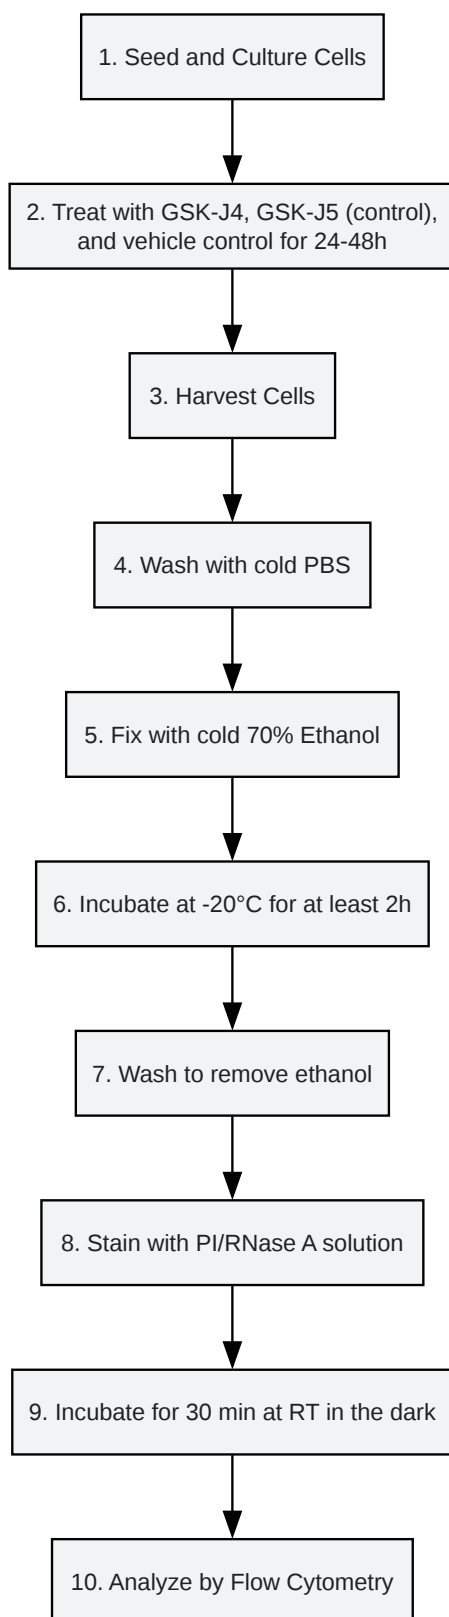 1. Seed and Culture Cells
2. Treat with GSK-J4, GSK-J5 (control),
and vehicle control for 24-48h
3. Harvest Cells
4. Wash with cold PBS
5. Fix with cold 70% Ethanol
6. Incubate at -20°C for at least 2h
7. Wash to remove ethanol
8. Stain with PI/RNase A solution
9. Incubate for 30 min at RT in the dark
10. Analyze by Flow Cytometry